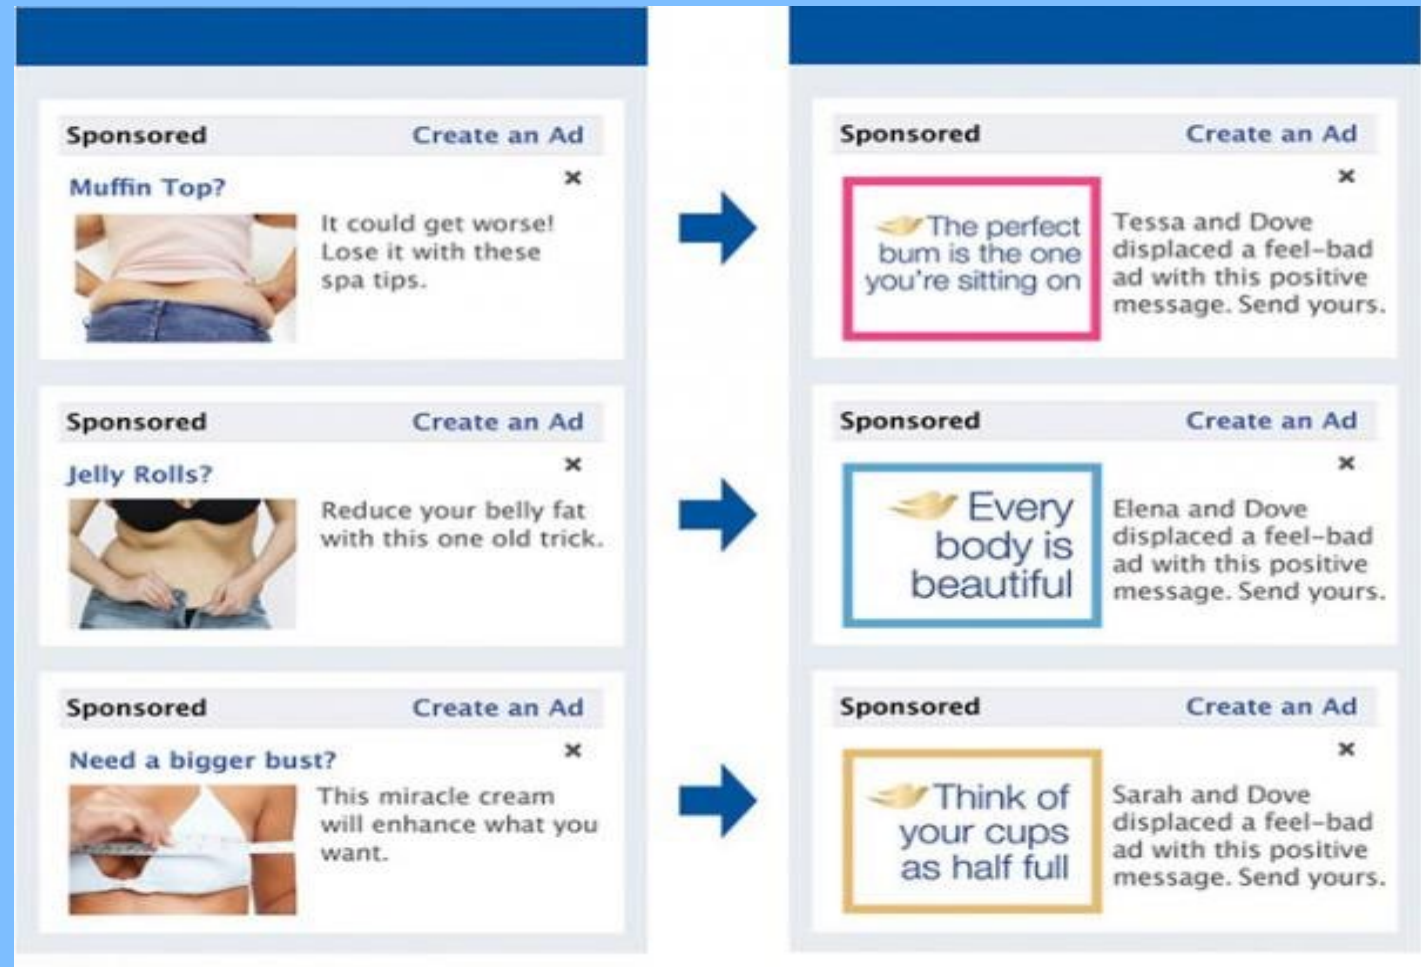 Sponsored Create an Ad
Muffin Top?
It could get worse!
Lose it with these
spa tips.
Sponsored Create an Ad
The perfect
bum is the one
you're sitting on
Tessa and Dove
displaced a feel-bad
ad with this positive
message. Send yours.
Sponsored Create an Ad
Jelly Rolls?
Reduce your belly fat
with this one old trick.
Sponsored Create an Ad
Every
body is
beautiful
Elena and Dove
displaced a feel-bad
ad with this positive
message. Send yours.
Sponsored Create an Ad
Need a bigger bust?
This miracle cream
will enhance what you
want.
Sponsored Create an Ad
Think of
your cups
as half full
Sarah and Dove
displaced a feel-bad
ad with this positive
message. Send yours.